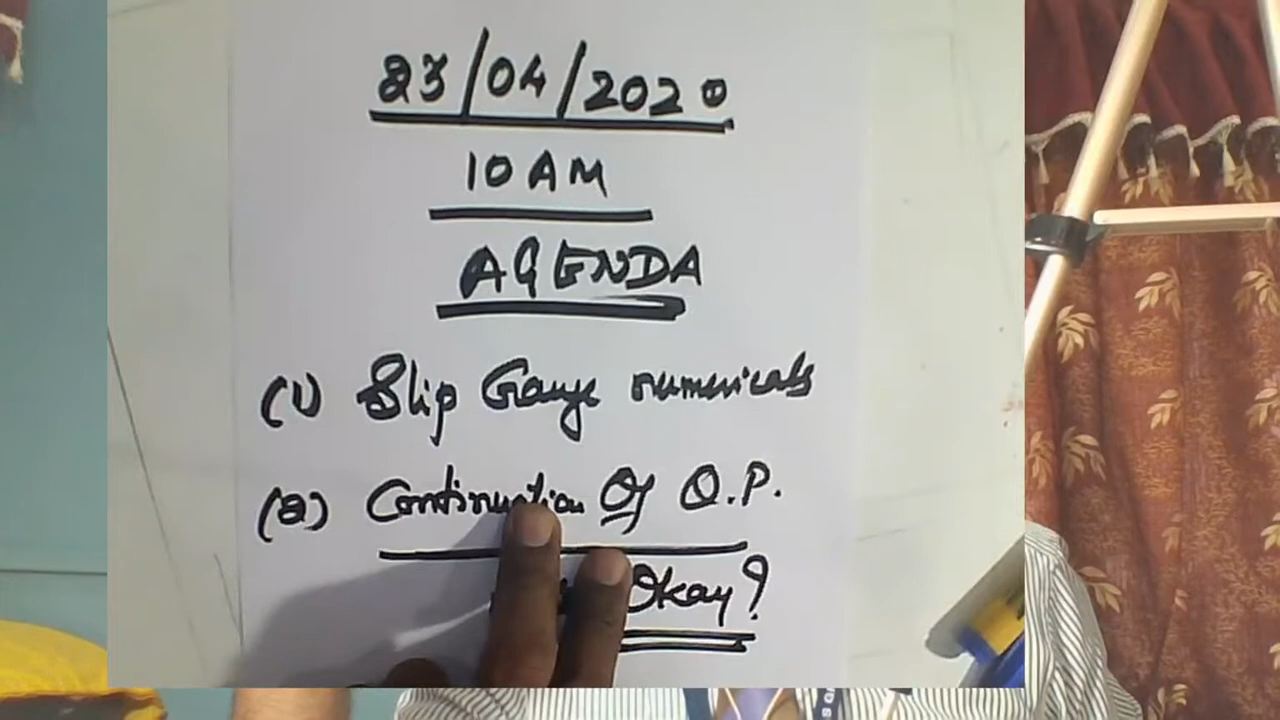 23/04/2020
10 AM
AGENDA
(1) Slip Gauge numericals
(2) Continuation Of Q.P.
Okay?